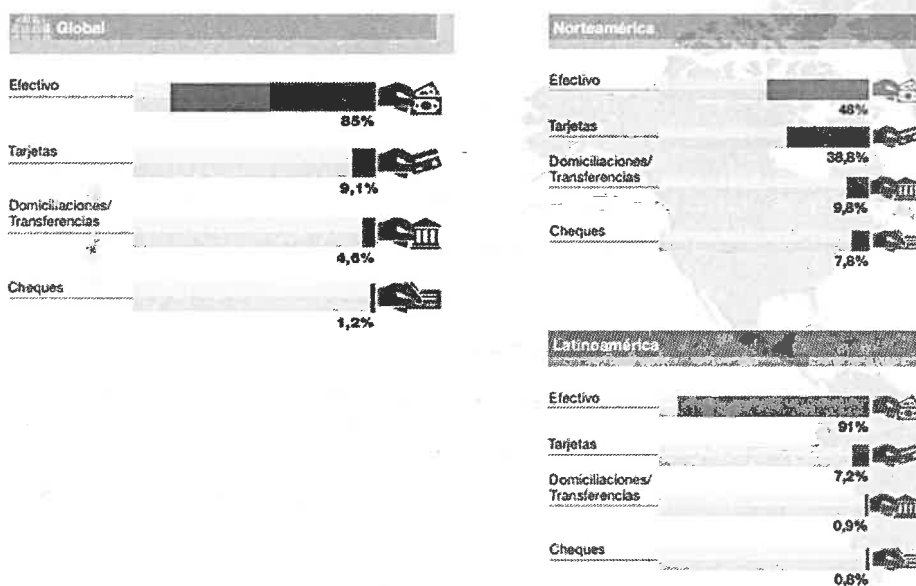 Global
Efectivo
85%
Tarjetas
9,1%
Domiciliaciones/
Transferencias
4,6%
Cheques
1,2%
Norteamérica
Efectivo
48%
Tarjetas
38,8%
Domiciliaciones/
Transferencias
9,8%
Cheques
7,8%
Latinoamérica
Efectivo
91%
Tarjetas
7,2%
Domiciliaciones/
Transferencias
0,9%
Cheques
0,8%